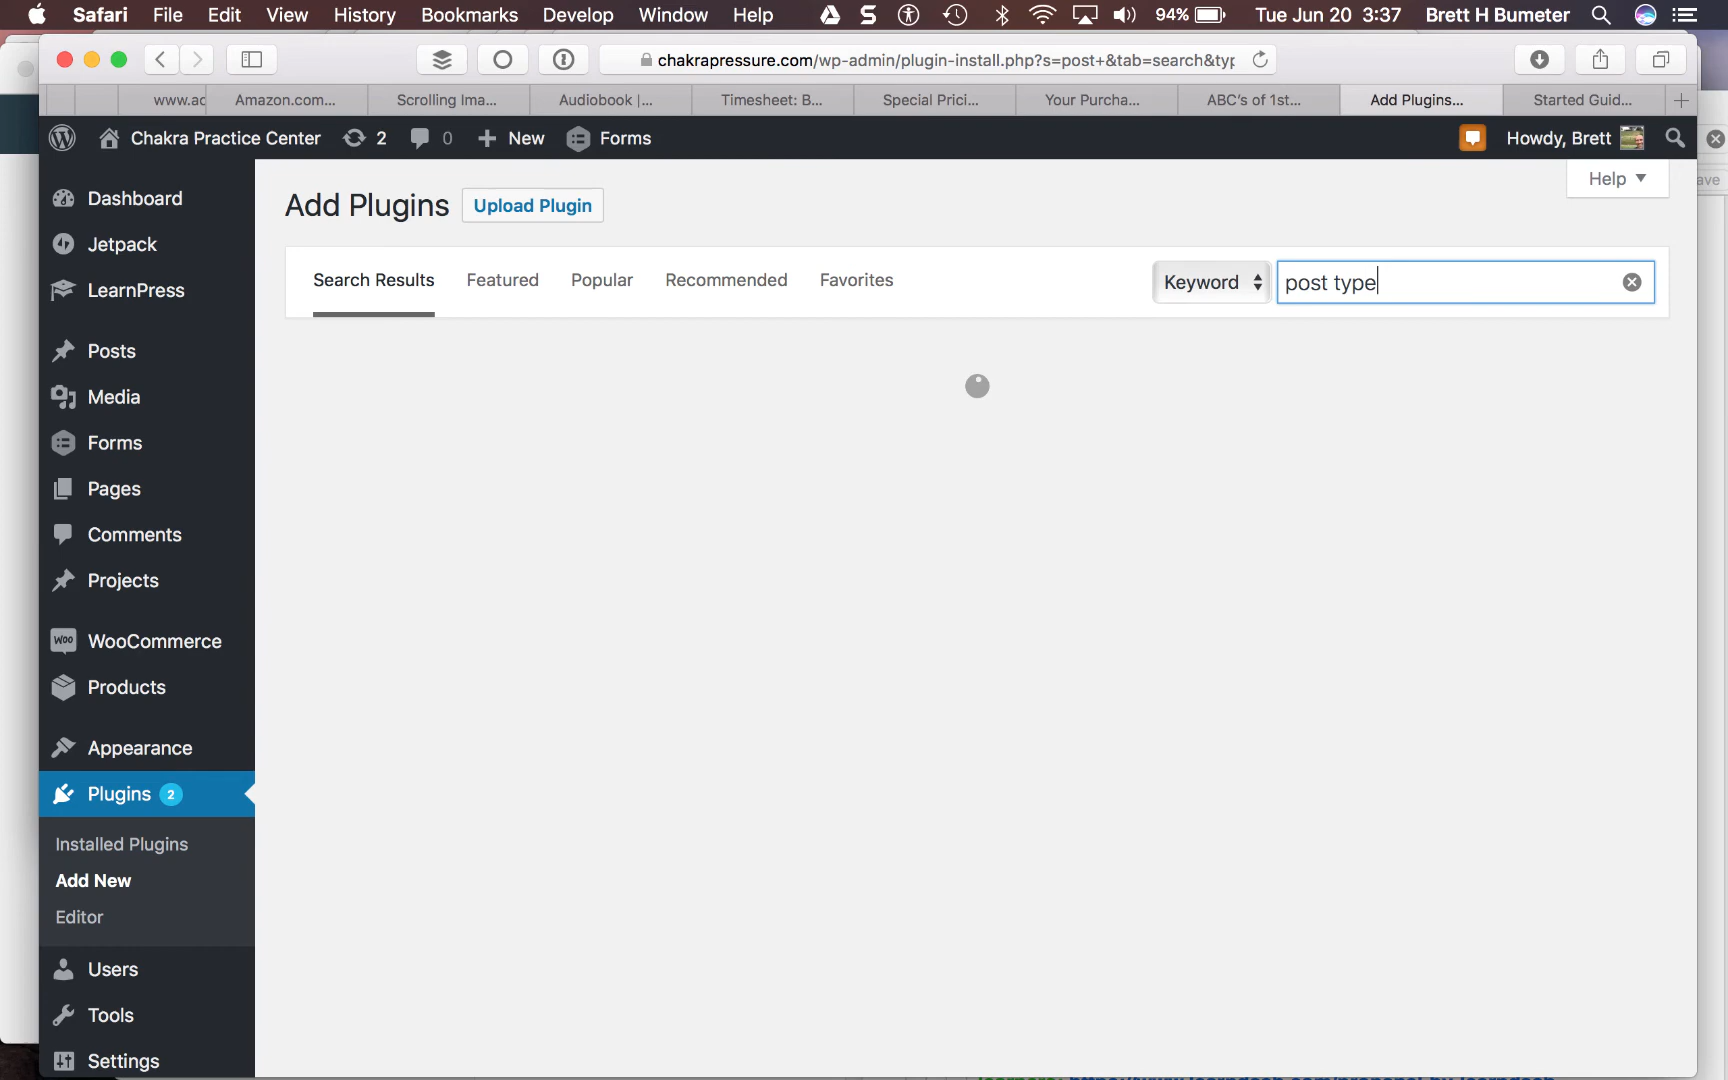 Safari File Edit View History Bookmarks Develop Window Help 94% Tue Jun 20 3:37 Brett H Bumeter
chakrapressure.com/wp-admin/plugin-install.php?s=post+&tab=search&typ
www.ac Amazon.com... Scrolling Ima... Audiobook |... Timesheet: B... Special Prici... Your Purcha... ABC's of 1st... Add Plugins... Started Guid...
Chakra Practice Center 2 0 New Forms Howdy, Brett
Help
ave
Add Plugins Upload Plugin
Search Results Featured Popular Recommended Favorites Keyword post type
Dashboard
Jetpack
LearnPress
Posts
Media
Forms
Pages
Comments
Projects
Woo WooCommerce
Products
Appearance
Plugins 2
Installed Plugins
Add New
Editor
Users
Tools
Settings